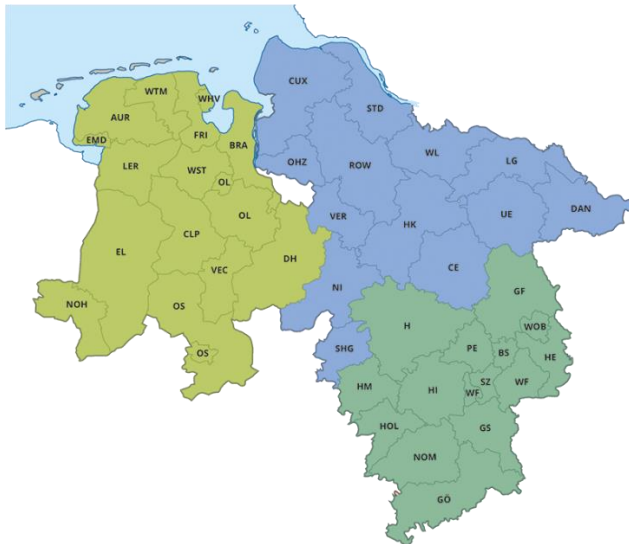 CUX
WTM
WHV
STD
AUR
FRI
EMD
BRA
WL
LG
OHZ
ROW
LER
WST
OL
DAN
VER
UE
OL
HK
CLP
EL
DH
CE
VEC
NI
GF
NOH
OS
H
WOB
SHG
PE
BS
OS
HE
SZ
WF
HM
HI
WF
HOL
GS
NOM
GÖ